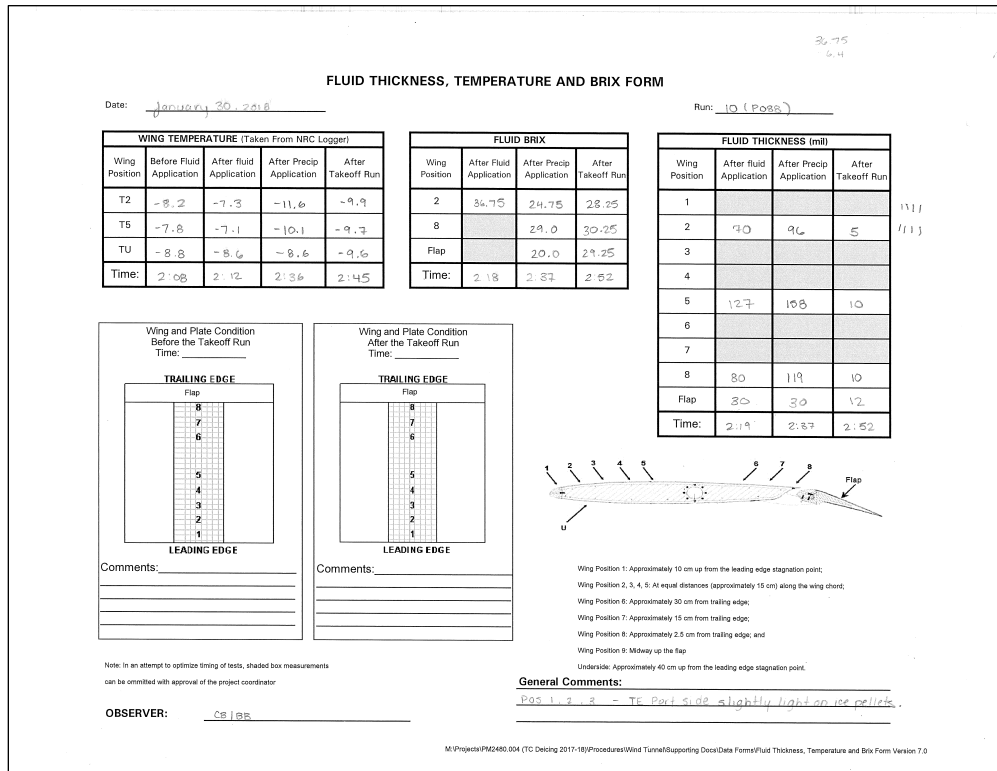 36.75
6.4
FLUID THICKNESS, TEMPERATURE AND BRIX FORM
Date: January 30, 2018
Run: 10 (P088)
WING TEMPERATURE (Taken From NRC Logger)
Wing Position Before Fluid Application After fluid Application After Precip Application After Takeoff Run
T2 -8.2 -7.3 -11.6 -9.9
T5 -7.8 -7.1 -10.1 -9.7
TU -8.8 -8.6 -8.6 -9.6
Time: 2:08 2:12 2:36 2:45
FLUID BRIX
Wing Position After Fluid Application After Precip Application After Takeoff Run
2 36.75 24.75 28.25
8 29.0 30.25
Flap 20.0 29.25
Time: 2:18 2:37 2:52
FLUID THICKNESS (mil)
Wing Position After fluid Application After Precip Application After Takeoff Run
1
2 70 96 5
3
4
5 127 158 10
6
7
8 80 119 10
Flap 30 30 12
Time: 2:19 2:37 2:52
Wing and Plate Condition
Before the Takeoff Run
Time:
TRAILING EDGE
Flap
8
7
6
5
4
3
2
1
LEADING EDGE
Comments:
Wing and Plate Condition
After the Takeoff Run
Time:
TRAILING EDGE
Flap
8
7
6
5
4
3
2
1
LEADING EDGE
Comments:
1 2 3 4 5 6 7 8
Flap
U
Wing Position 1: Approximately 10 cm up from the leading edge stagnation point;
Wing Position 2, 3, 4, 5: At equal distances (approximately 15 cm) along the wing chord;
Wing Position 6: Approximately 30 cm from trailing edge;
Wing Position 7: Approximately 15 cm from trailing edge;
Wing Position 8: Approximately 2.5 cm from trailing edge; and
Wing Position 9: Midway up the flap
Underside: Approximately 40 cm up from the leading edge stagnation point.
Note: In an attempt to optimize timing of tests, shaded box measurements
can be ommitted with approval of the project coordinator
General Comments:
Pos 1, 2, 3 - TE Port side slightly light on ice pellets.
OBSERVER: CB/BB
M:\Projects\PM2480.004 (TC Deicing 2017-18)\Procedures\Wind Tunnel\Supporting Docs\Data Forms\Fluid Thickness, Temperature and Brix Form Version 7.0